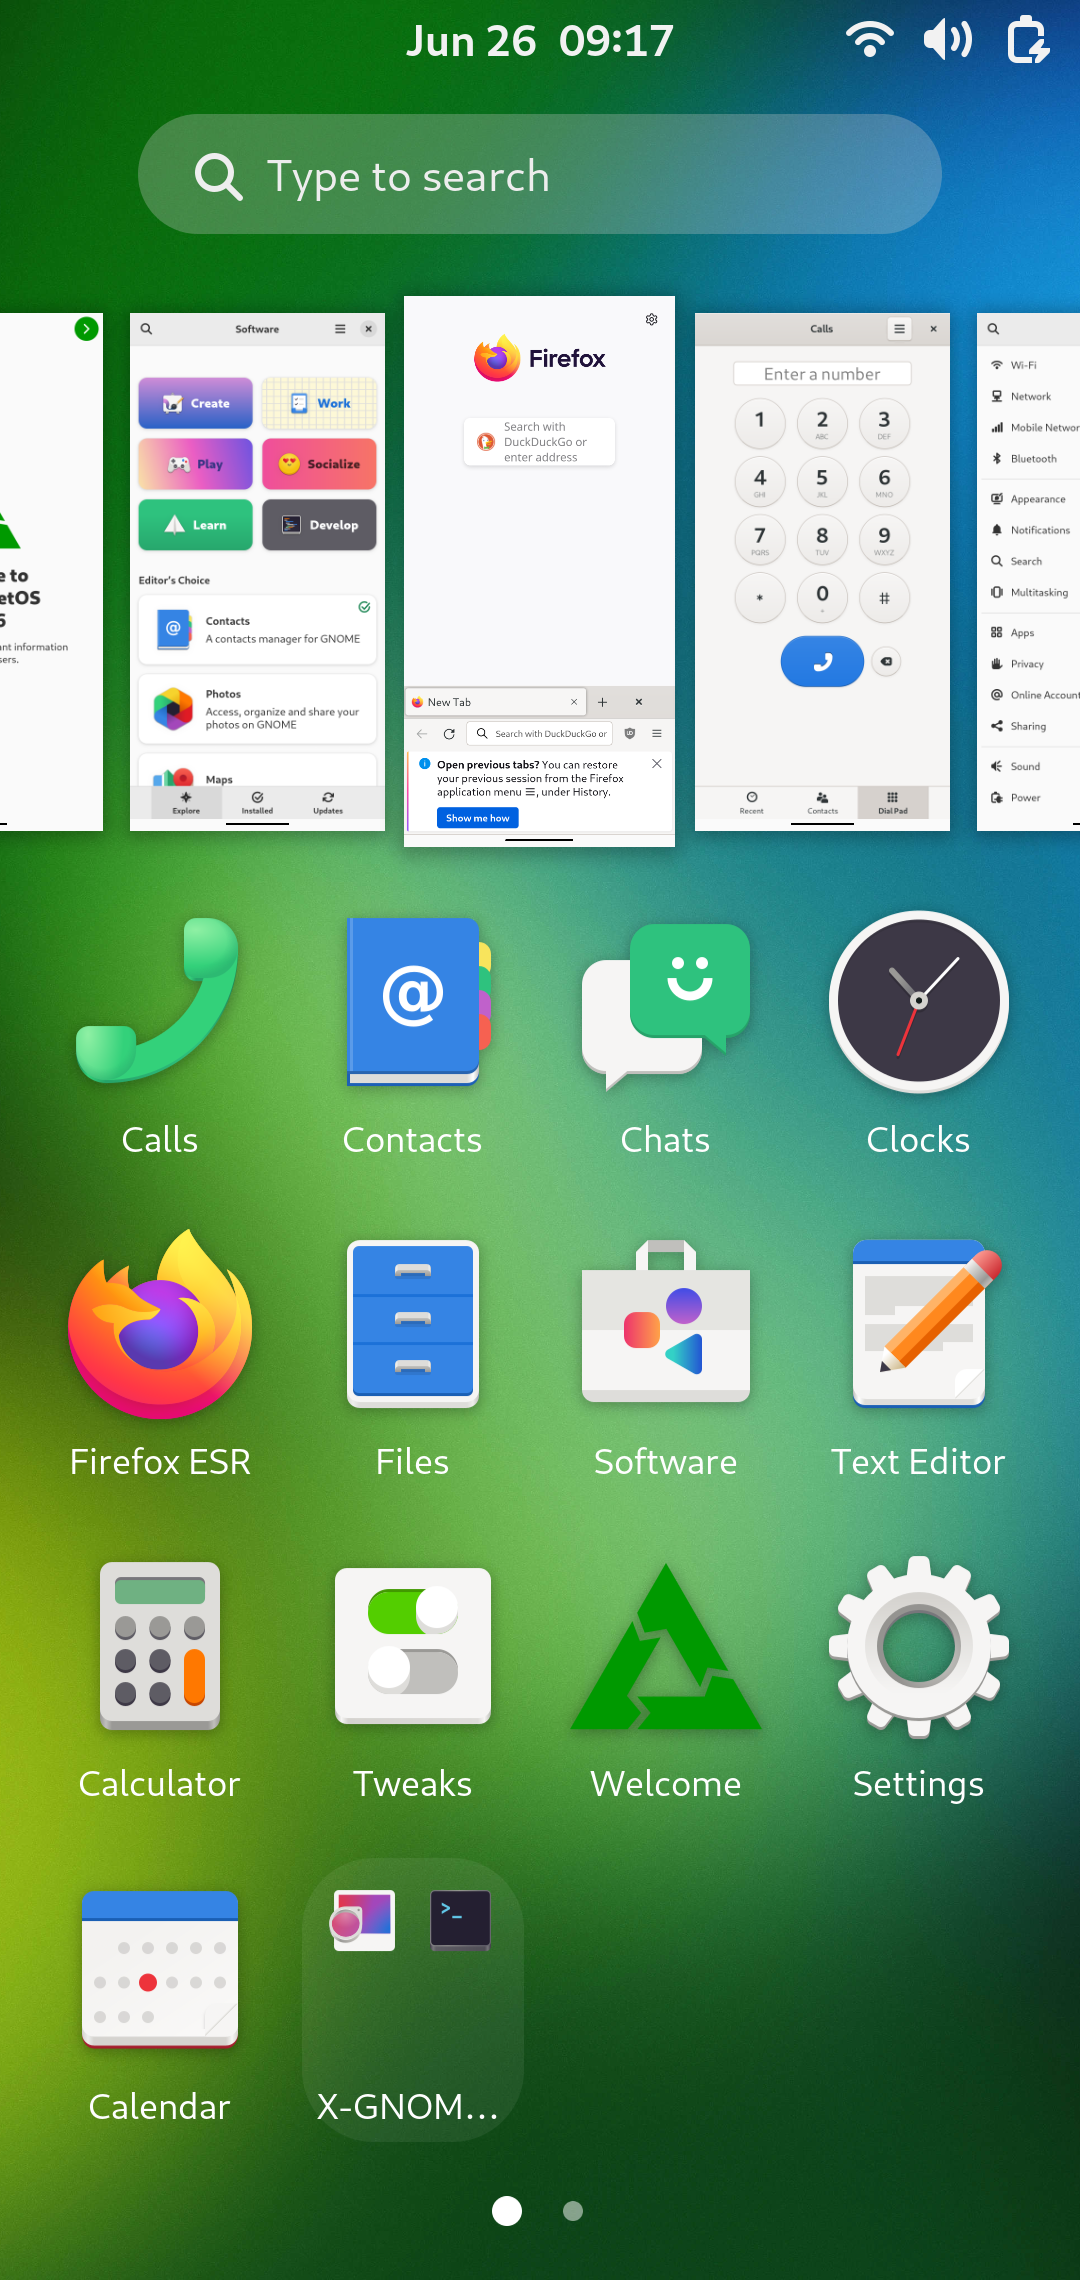 Jun 26 09:17
Type to search
Software
Create
Work
Play
Socialize
Learn
Develop
Editor's Choice
Contacts
A contacts manager for GNOME
Photos
Access, organize and share your
photos on GNOME
Maps
Explore
Installed
Updates
Firefox
Search with
DuckDuckGo or
enter address
New Tab
Search with DuckDuckGo or
Open previous tabs? You can restore
your previous session from the Firefox
application menu ☰, under History.
Show me how
Calls
Enter a number
1
2
ABC
3
DEF
4
GHI
5
JKL
6
MNO
7
PQRS
8
TUV
9
WXYZ
*
0
+
#
Recent
Contacts
Dial Pad
Wi-Fi
Network
Mobile Networ
Bluetooth
Appearance
Notifications
Search
Multitasking
Apps
Privacy
Online Account
Sharing
Sound
Power
e to
etOS
nt information
sers.
@
Calls
Contacts
Chats
Clocks
Firefox ESR
Files
Software
Text Editor
Calculator
Tweaks
Welcome
Settings
>_
Calendar
X-GNOM...